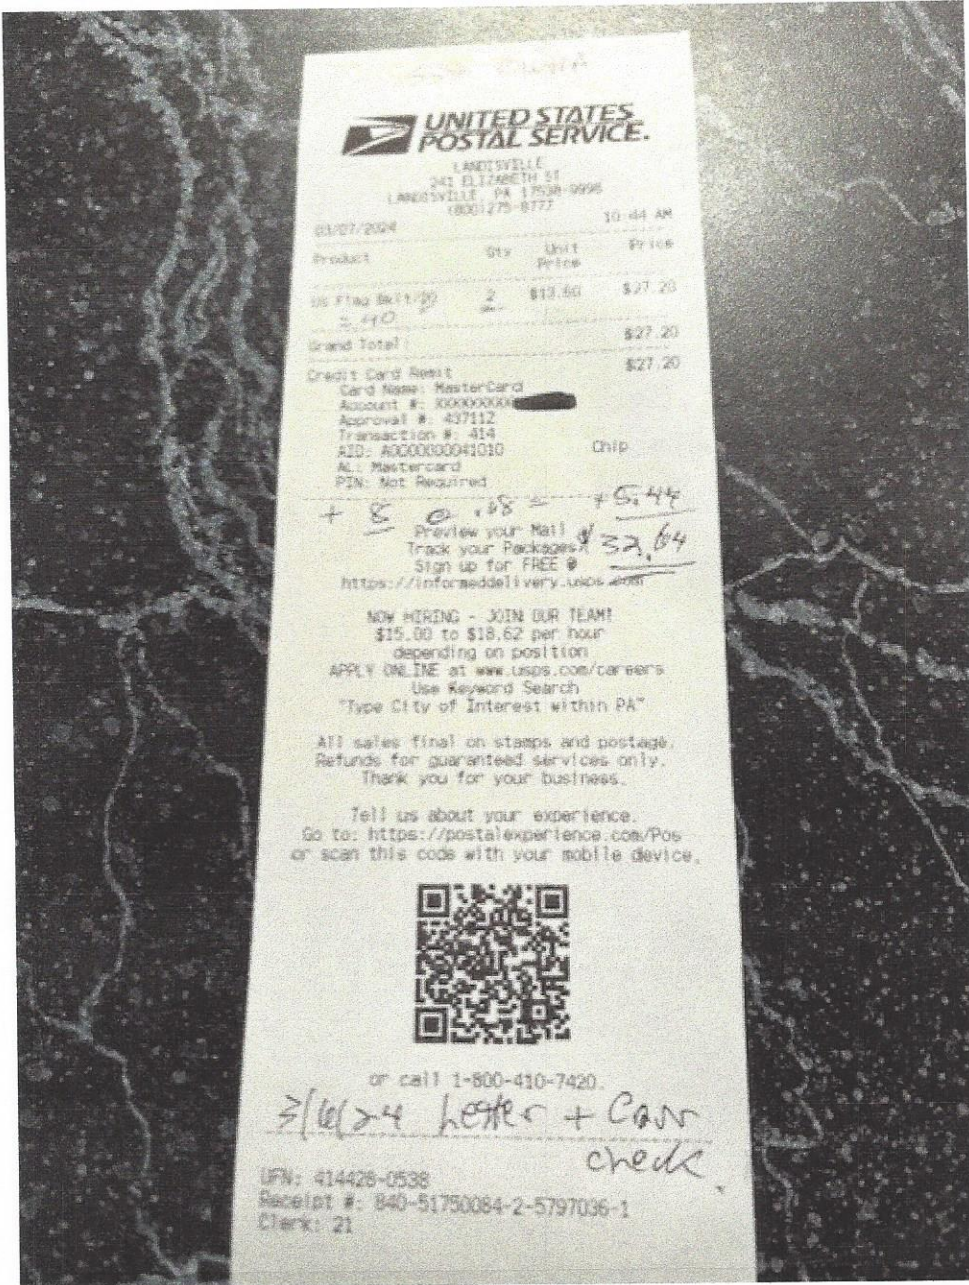 UNITED STATES
POSTAL SERVICE.
LANDISVILLE
241 ELIZABETH ST
LANDISVILLE, PA 17538-9998
(800)275-8777
03/07/2024 10:44 AM
Product Qty Unit Price
Price
US Flag Bklt/20 2 $13.60 $27.20
= 40
Grand Total: $27.20
Credit Card Remit $27.20
Card Name: MasterCard
Account #: XXXXXXXXXX
Approval #: 43711Z
Transaction #: 414
AID: A0000000041010 Chip
AL: Mastercard
PIN: Not Required
+ 8 @ .68 = +5.44
Preview your Mail
Track your Packages $32.64
Sign up for FREE @
https://informeddelivery.usps.com
NOW HIRING - JOIN OUR TEAM!
$15.00 to $18.62 per hour
depending on position
APPLY ONLINE at www.usps.com/careers
Use Keyword Search
"Type City of Interest within PA"
All sales final on stamps and postage.
Refunds for guaranteed services only.
Thank you for your business.
Tell us about your experience.
Go to: https://postalexperience.com/Pos
or scan this code with your mobile device,
or call 1-800-410-7420.
3/6/24 Letter +
check.
UFN: 414428-0538
Receipt #: 840-51750084-2-5797036-1
Clerk: 21